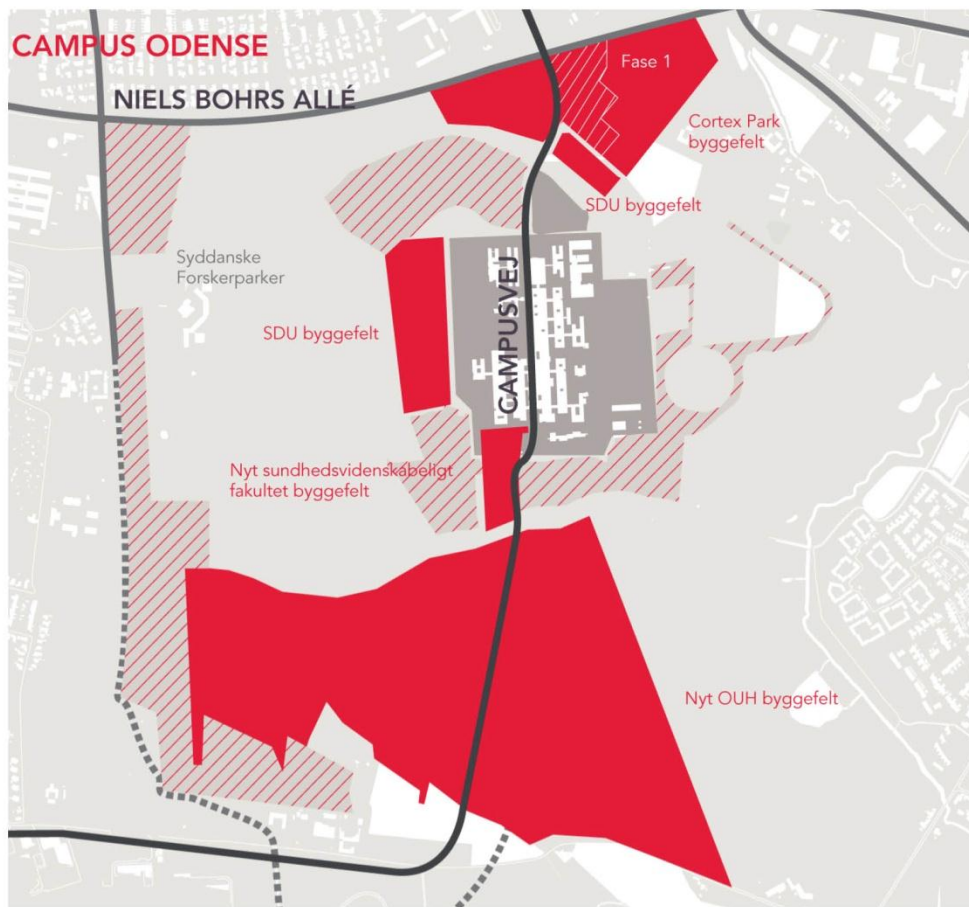 CAMPUS ODENSE
NIELS BOHRS ALLÉ
Fase 1
Cortex Park
byggefelt
SDU byggefelt
Syddanske
Forskerparker
SDU byggefelt
CAMPUSVEJ
Nyt sundhedsvidenskabeligt
fakultet byggefelt
Nyt OUH byggefelt